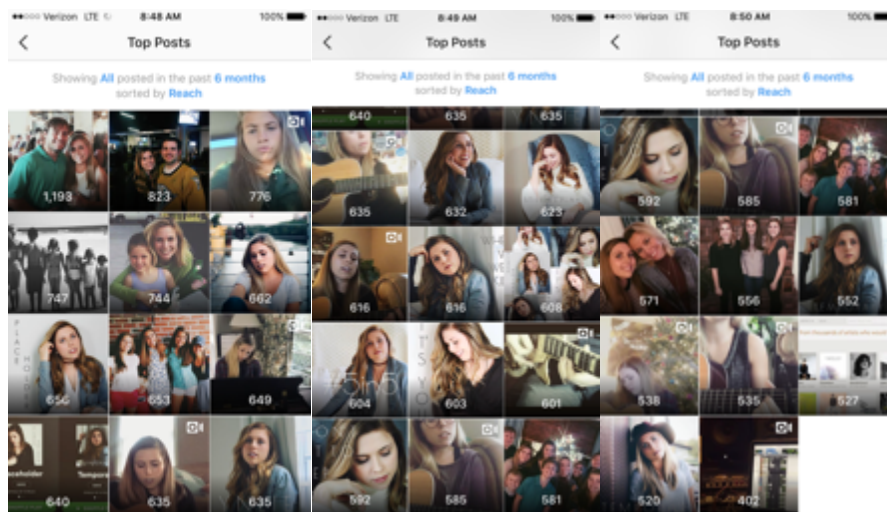 Verizon LTE 8:48 AM 100%
Top Posts
Showing All posted in the past 6 months
sorted by Reach
1,193 823 776
747 744 662
PLACE
HOLDER
656 653 649
640 635 635
Verizon LTE 8:49 AM 100%
Top Posts
Showing All posted in the past 6 months
sorted by Reach
640 635 635
635 632 623
616 616 608
#5in5
IT'S YO
604 603 601
592 585 581
Verizon LTE 8:50 AM 100%
Top Posts
Showing All posted in the past 6 months
sorted by Reach
592 585 581
571 556 552
538 535 527
520 402